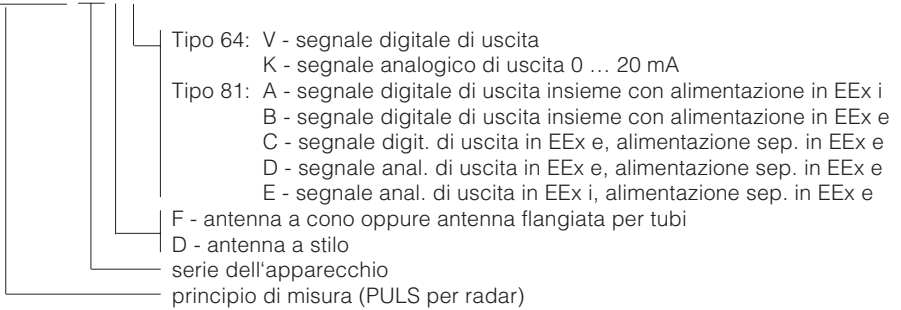 Tipo 64: V - segnale digitale di uscita
K - segnale analogico di uscita 0 … 20 mA
Tipo 81: A - segnale digitale di uscita insieme con alimentazione in EEx i
B - segnale digitale di uscita insieme con alimentazione in EEx e
C - segnale digit. di uscita in EEx e, alimentazione sep. in EEx e
D - segnale anal. di uscita in EEx e, alimentazione sep. in EEx e
E - segnale anal. di uscita in EEx i, alimentazione sep. in EEx e
F - antenna a cono oppure antenna flangiata per tubi
D - antenna a stilo
serie dell‘apparecchio
principio di misura (PULS per radar)